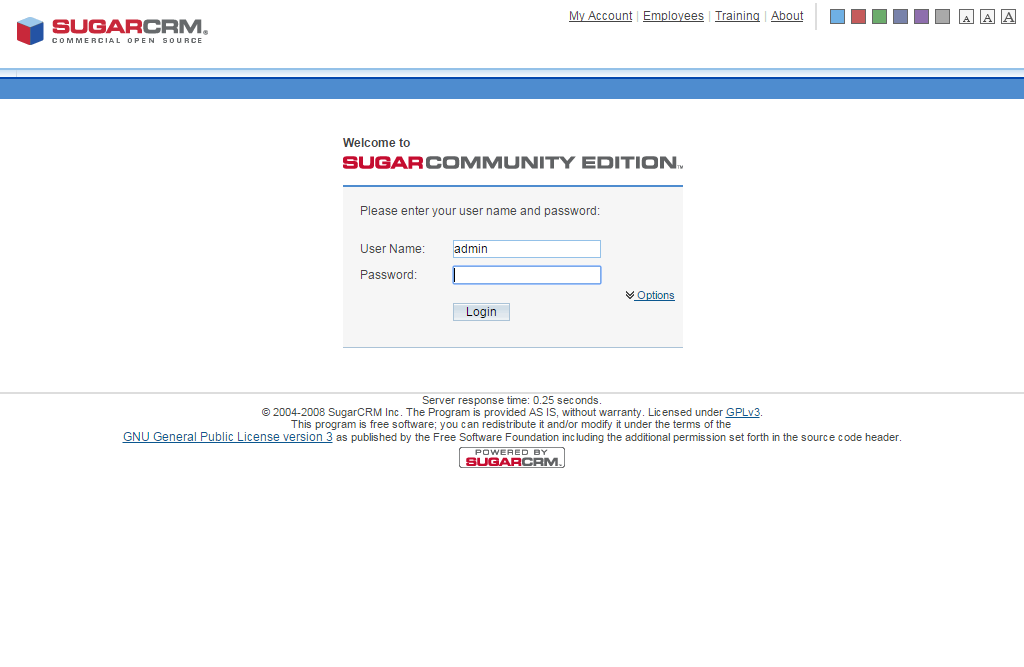 SUGARCRM®
COMMERCIAL OPEN SOURCE
My Account | Employees | Training | About
A A A
Welcome to
SUGARCOMMUNITY EDITION™
Please enter your user name and password:
User Name: admin
Password:
Options
Login
Server response time: 0.25 seconds.
© 2004-2008 SugarCRM Inc. The Program is provided AS IS, without warranty. Licensed under GPLv3.
This program is free software; you can redistribute it and/or modify it under the terms of the
GNU General Public License version 3 as published by the Free Software Foundation including the additional permission set forth in the source code header.
POWERED BY
SUGARCRM.